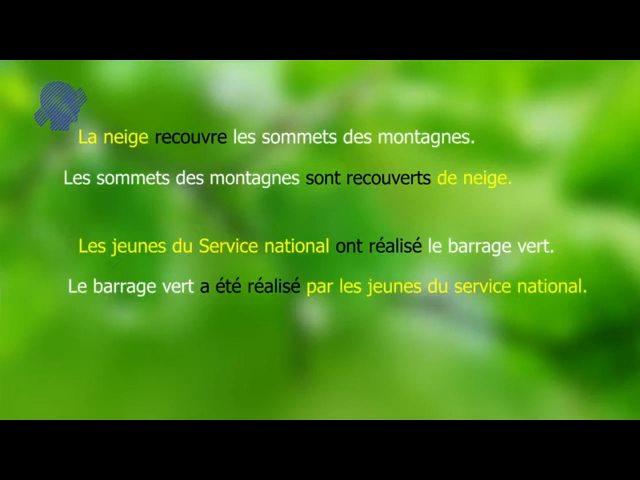 La neige recouvre les sommets des montagnes.
Les sommets des montagnes sont recouverts de neige.
Les jeunes du Service national ont réalisé le barrage vert.
Le barrage vert a été réalisé par les jeunes du service national.